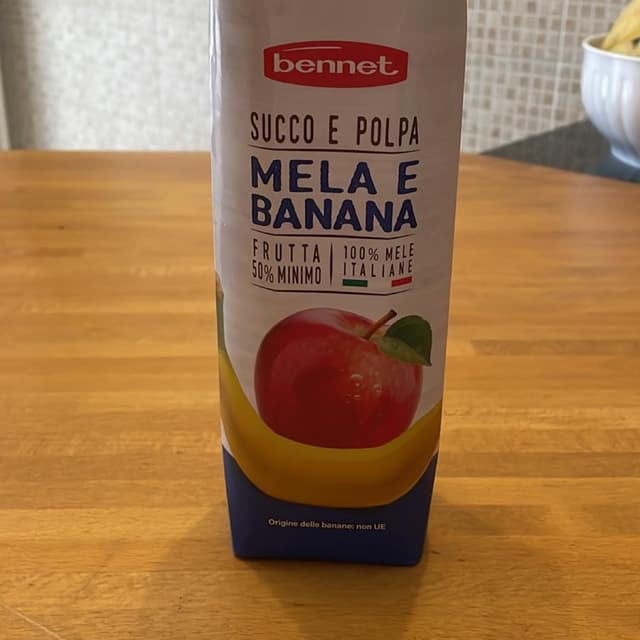 bennet
SUCCO E POLPA
MELA E
BANANA
FRUTTA
50% MINIMO
100% MELE
ITALIANE
Origine delle banane: non UE